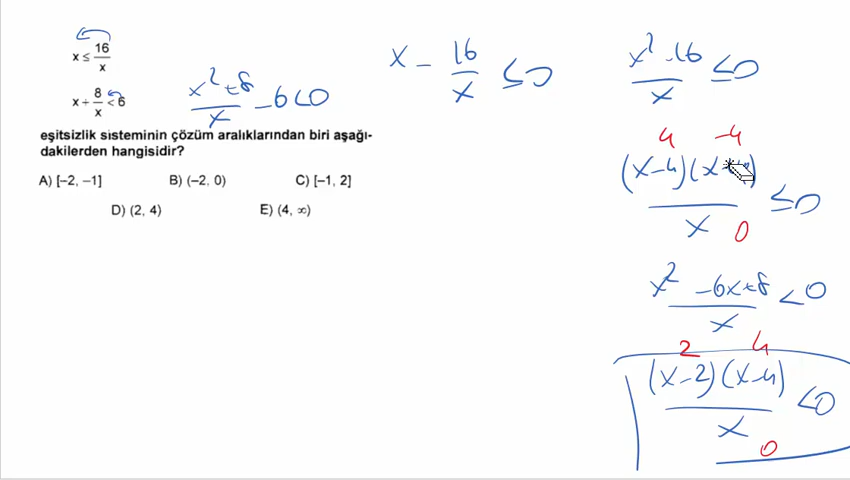 x ≤ 16/x
x + 8/x < 6
eşitsizlik sisteminin çözüm aralıklarından biri aşağı-
dakilerden hangisidir?
A) [−2, −1] B) (−2, 0) C) [−1, 2]
D) (2, 4) E) (4, ∞)
x² + 8/x − 6 < 0
x − 16/x ≤ 0
x² − 16/x ≤ 0
4 −4
(x − 4)(x
x 0
≤ 0
x² − 6x + 8/x < 0
2 4
(x − 2)(x − 4)/x < 0
0